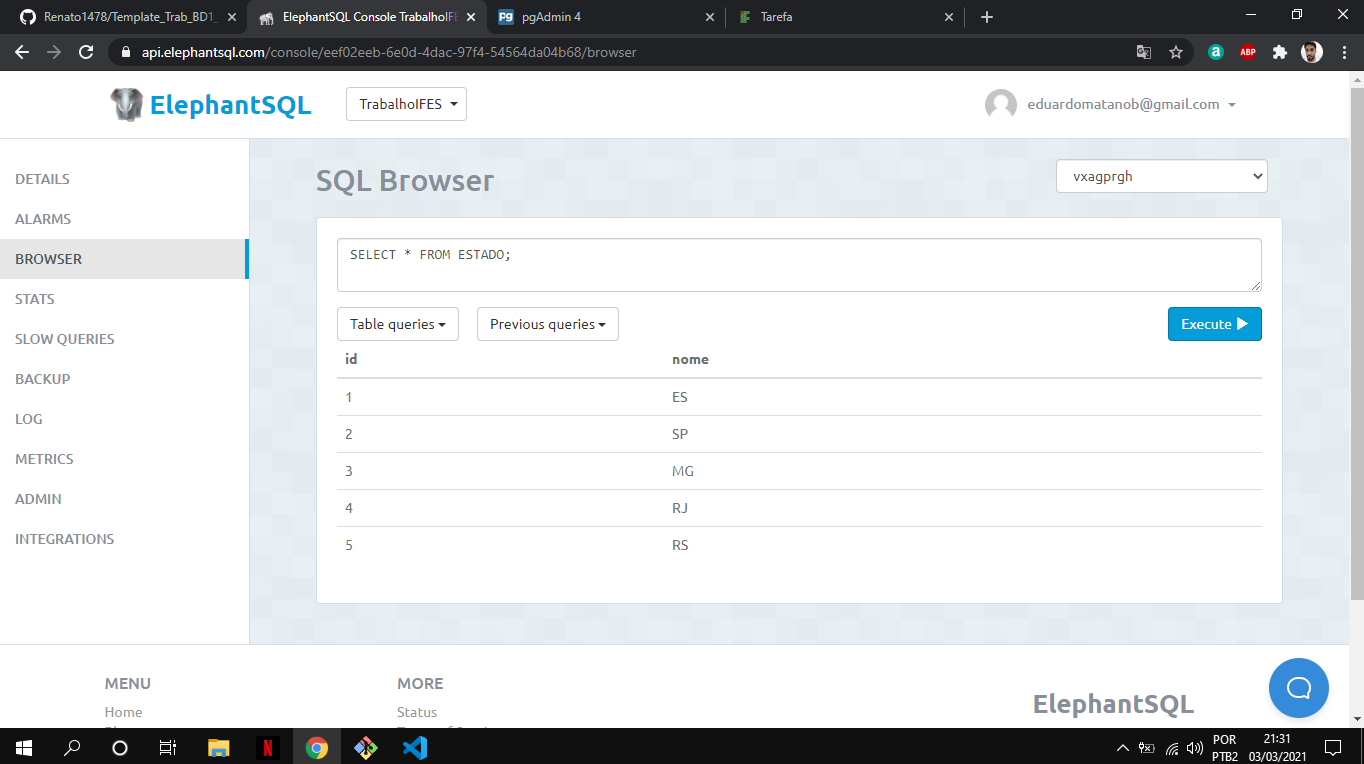 Renato1478/Template_Trab_BD1_
ElephantSQL Console TrabalhoIFE
pgAdmin 4
Tarefa
api.elephantsql.com/console/eef02eeb-6e0d-4dac-97f4-54564da04b68/browser
ABP
ElephantSQL
TrabalhoIFES
eduardomatanob@gmail.com
DETAILS
ALARMS
BROWSER
STATS
SLOW QUERIES
BACKUP
LOG
METRICS
ADMIN
INTEGRATIONS
SQL Browser
vxagprgh
SELECT * FROM ESTADO;
Table queries
Previous queries
Execute
id nome
1 ES
2 SP
3 MG
4 RJ
5 RS
MENU
Home
MORE
Status
ElephantSQL
POR
PTB2
21:31
03/03/2021